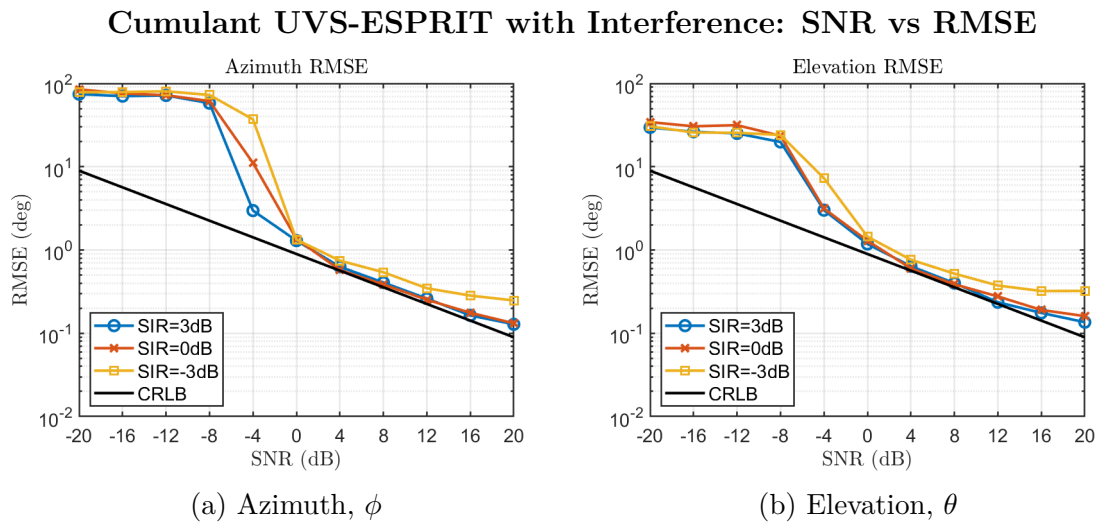 Cumulant UVS-ESPRIT with Interference: SNR vs RMSE
Azimuth RMSE
10^2
10^1
10^0
10^-1
10^-2
RMSE (deg)
SIR=3dB
SIR=0dB
SIR=-3dB
CRLB
-20 -16 -12 -8 -4 0 4 8 12 16 20
SNR (dB)
(a) Azimuth, ϕ
Elevation RMSE
10^2
10^1
10^0
10^-1
10^-2
RMSE (deg)
SIR=3dB
SIR=0dB
SIR=-3dB
CRLB
-20 -16 -12 -8 -4 0 4 8 12 16 20
SNR (dB)
(b) Elevation, θ